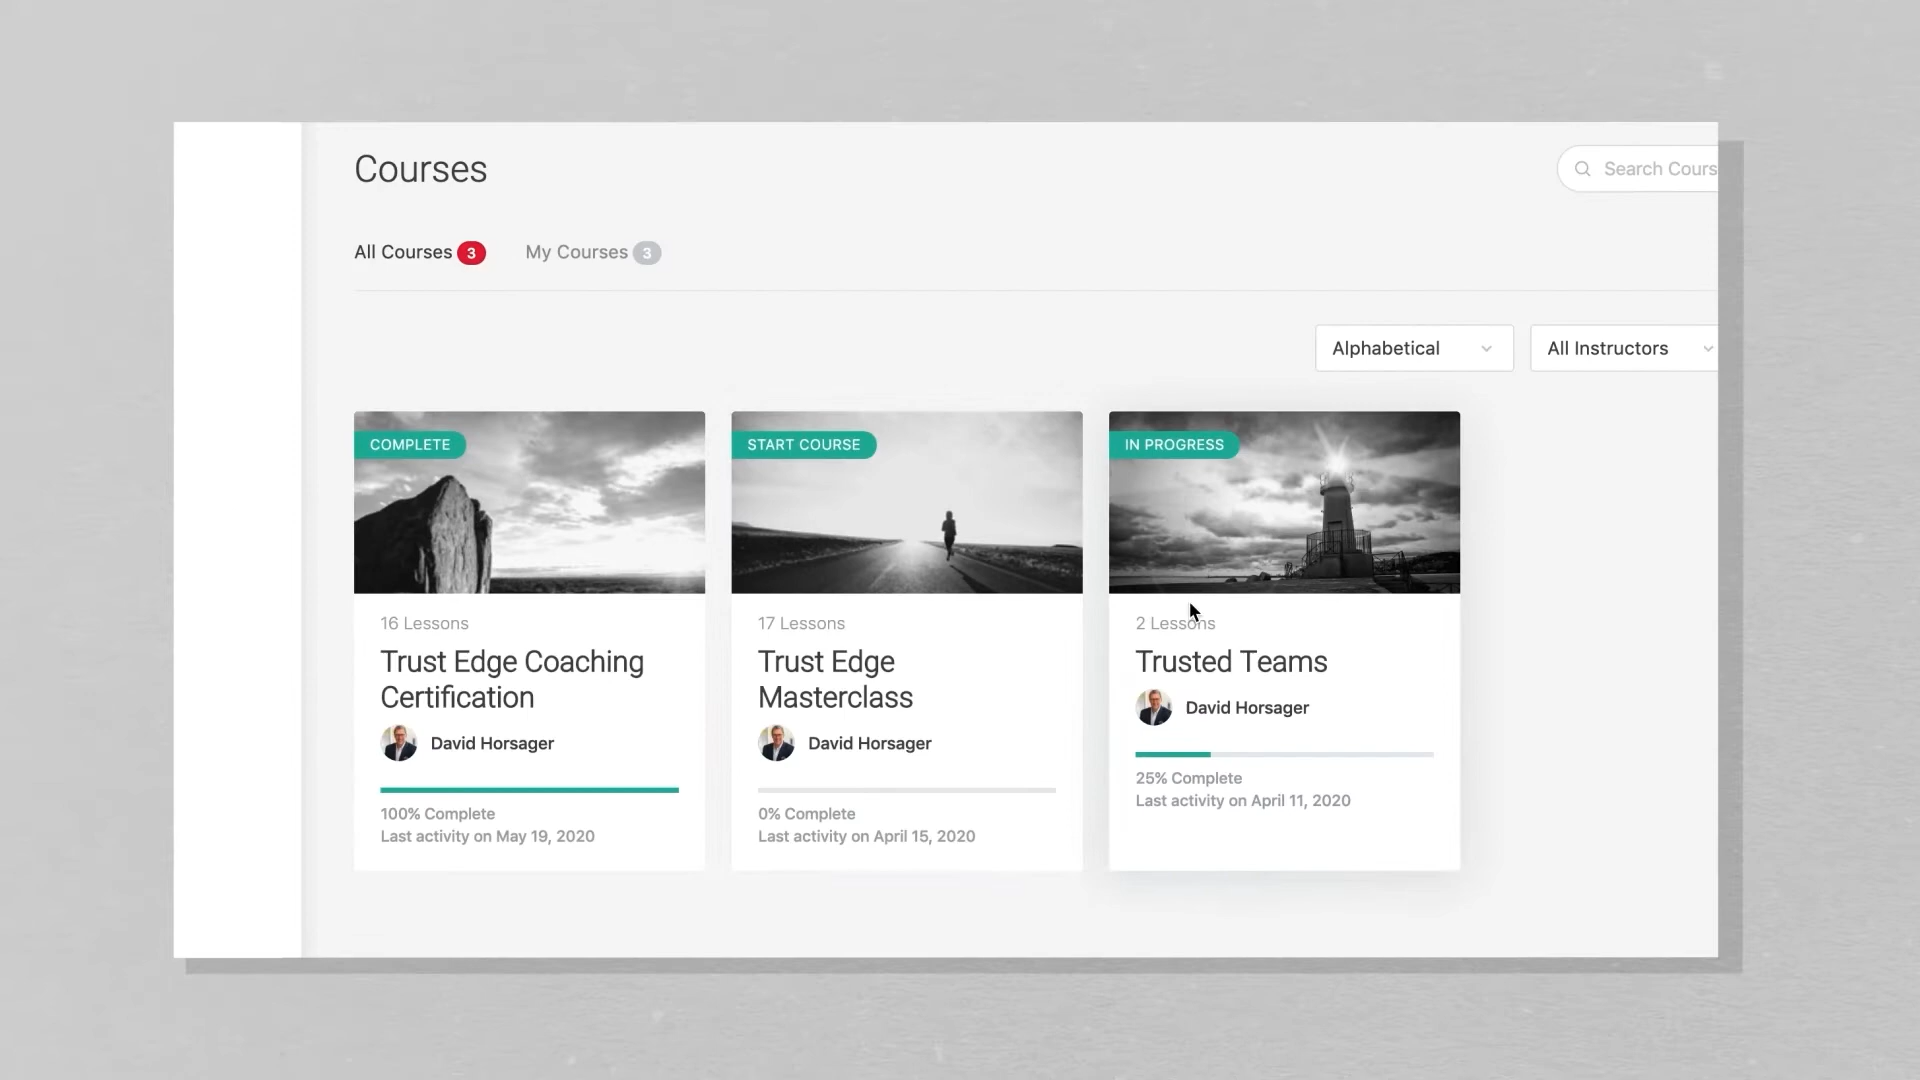 Courses
Search Cours
All Courses 3
My Courses 3
Alphabetical
All Instructors
COMPLETE
16 Lessons
Trust Edge Coaching
Certification
David Horsager
100% Complete
Last activity on May 19, 2020
START COURSE
17 Lessons
Trust Edge
Masterclass
David Horsager
0% Complete
Last activity on April 15, 2020
IN PROGRESS
2 Lessons
Trusted Teams
David Horsager
25% Complete
Last activity on April 11, 2020